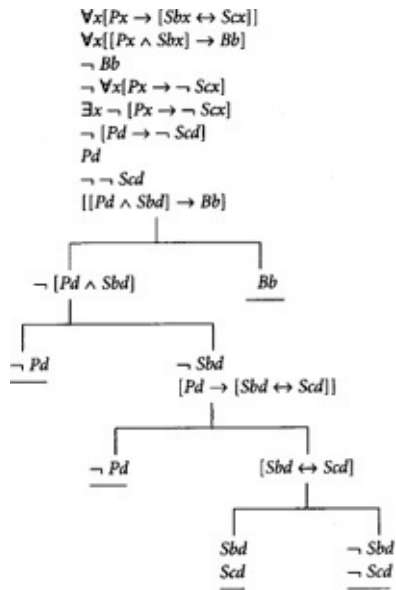 ∀x[Px → [Sbx ↔ Scx]]
∀x[[Px ∧ Sbx] → Bb]
¬ Bb
¬ ∀x[Px → ¬ Scx]
∃x ¬ [Px → ¬ Scx]
¬ [Pd → ¬ Scd]
Pd
¬ ¬ Scd
[[Pd ∧ Sbd] → Bb]
¬ [Pd ∧ Sbd] Bb
¬ Pd ¬ Sbd
[Pd → [Sbd ↔ Scd]]
¬ Pd [Sbd ↔ Scd]
Sbd ¬ Sbd
Scd ¬ Scd